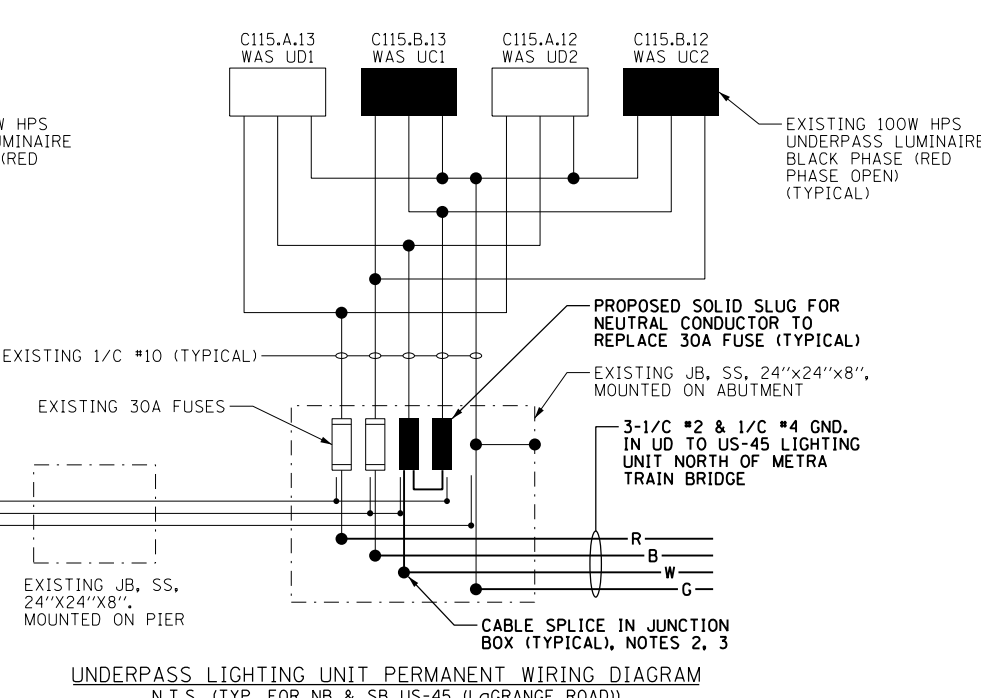 C115.A.13
WAS UD1
C115.B.13
WAS UC1
C115.A.12
WAS UD2
C115.B.12
WAS UC2
HPS
(RED
EXISTING 100W HPS
UNDERPASS LUMINAIRE
BLACK PHASE (RED
PHASE OPEN)
(TYPICAL)
PROPOSED SOLID SLUG FOR
NEUTRAL CONDUCTOR TO
REPLACE 30A FUSE (TYPICAL)
EXISTING 1/C #10 (TYPICAL)
EXISTING JB, SS, 24"x24"x8",
MOUNTED ON ABUTMENT
EXISTING 30A FUSES
3-1/C #2 & 1/C #4 GND.
IN UD TO US-45 LIGHTING
UNIT NORTH OF METRA
TRAIN BRIDGE
R
B
W
G
EXISTING JB, SS,
24"X24"X8".
MOUNTED ON PIER
CABLE SPLICE IN JUNCTION
BOX (TYPICAL), NOTES 2, 3
UNDERPASS LIGHTING UNIT PERMANENT WIRING DIAGRAM
N.T.S. (TYP. FOR NB & SB US-45 (LaGRANGE ROAD))